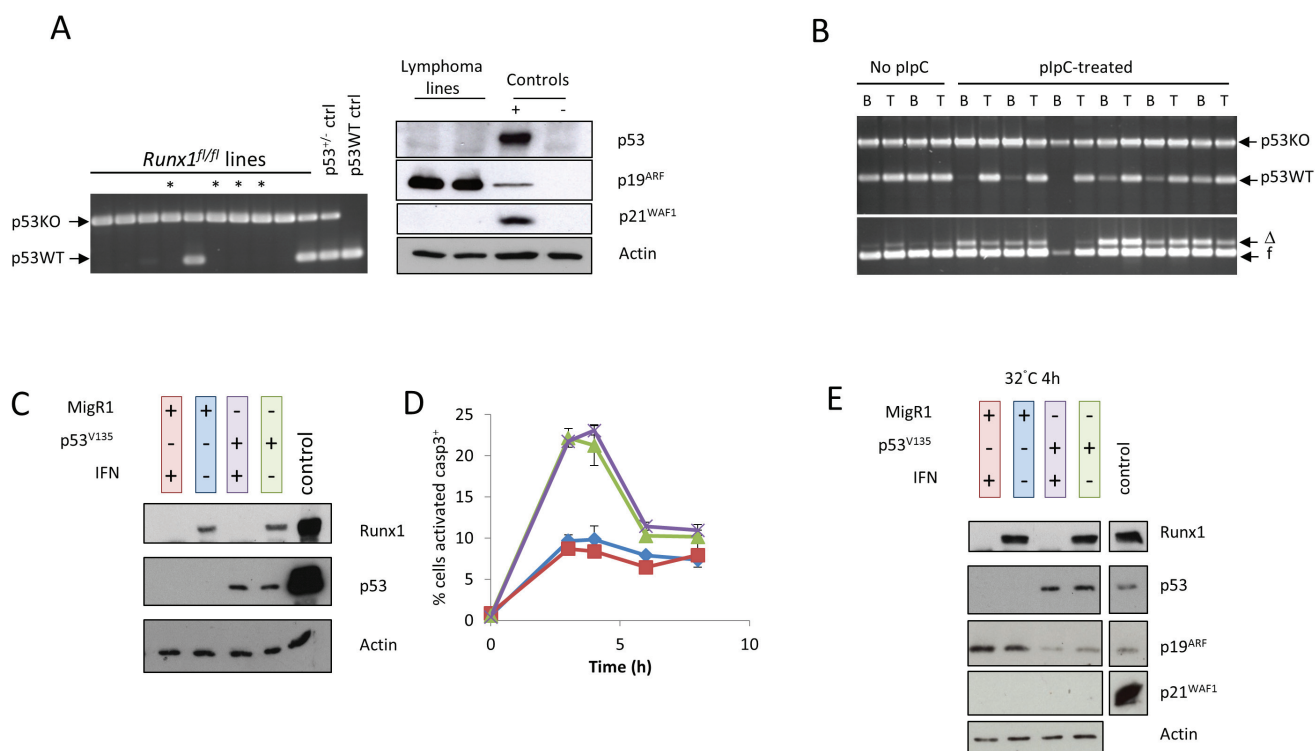 A
Runx1fl/fl lines
p53+/- ctrl
p53WT ctrl
* * * *
p53KO
p53WT
Lymphoma lines
Controls
+ -
p53
p19ARF
p21WAF1
Actin
B
No pIpC
pIpC-treated
B T B T B T B T B T B T B T B T
p53KO
p53WT
Δ
f
C
MigR1 + + - -
p53V135 - - + +
IFN + - + -
control
Runx1
p53
Actin
D
% cells activated casp3+
25
20
15
10
5
0
0 5 10
Time (h)
E
32°C 4h
MigR1 + + - -
p53V135 - - + +
IFN + - + -
control
Runx1
p53
p19ARF
p21WAF1
Actin